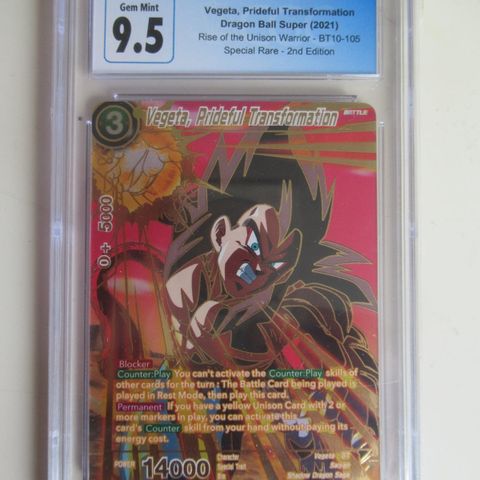 Gem Mint
9.5
Vegeta, Prideful Transformation
Dragon Ball Super (2021)
Rise of the Unison Warrior - BT10-105
Special Rare - 2nd Edition
3
Vegeta, Prideful Transformation
BATTLE
0 + 5000
Blocker
Counter:Play You can't activate the Counter:Play skills of
other cards for the turn : The Battle Card being played is
played in Rest Mode, then play this card.
Permanent If you have a yellow Unison Card with 2 or
more markers in play, you can activate this
card's Counter skill from your hand without paying its
energy cost.
POWER 14000
Character Vegeta : GT
Special Trait Saiyan
Shadow Dragon Saga